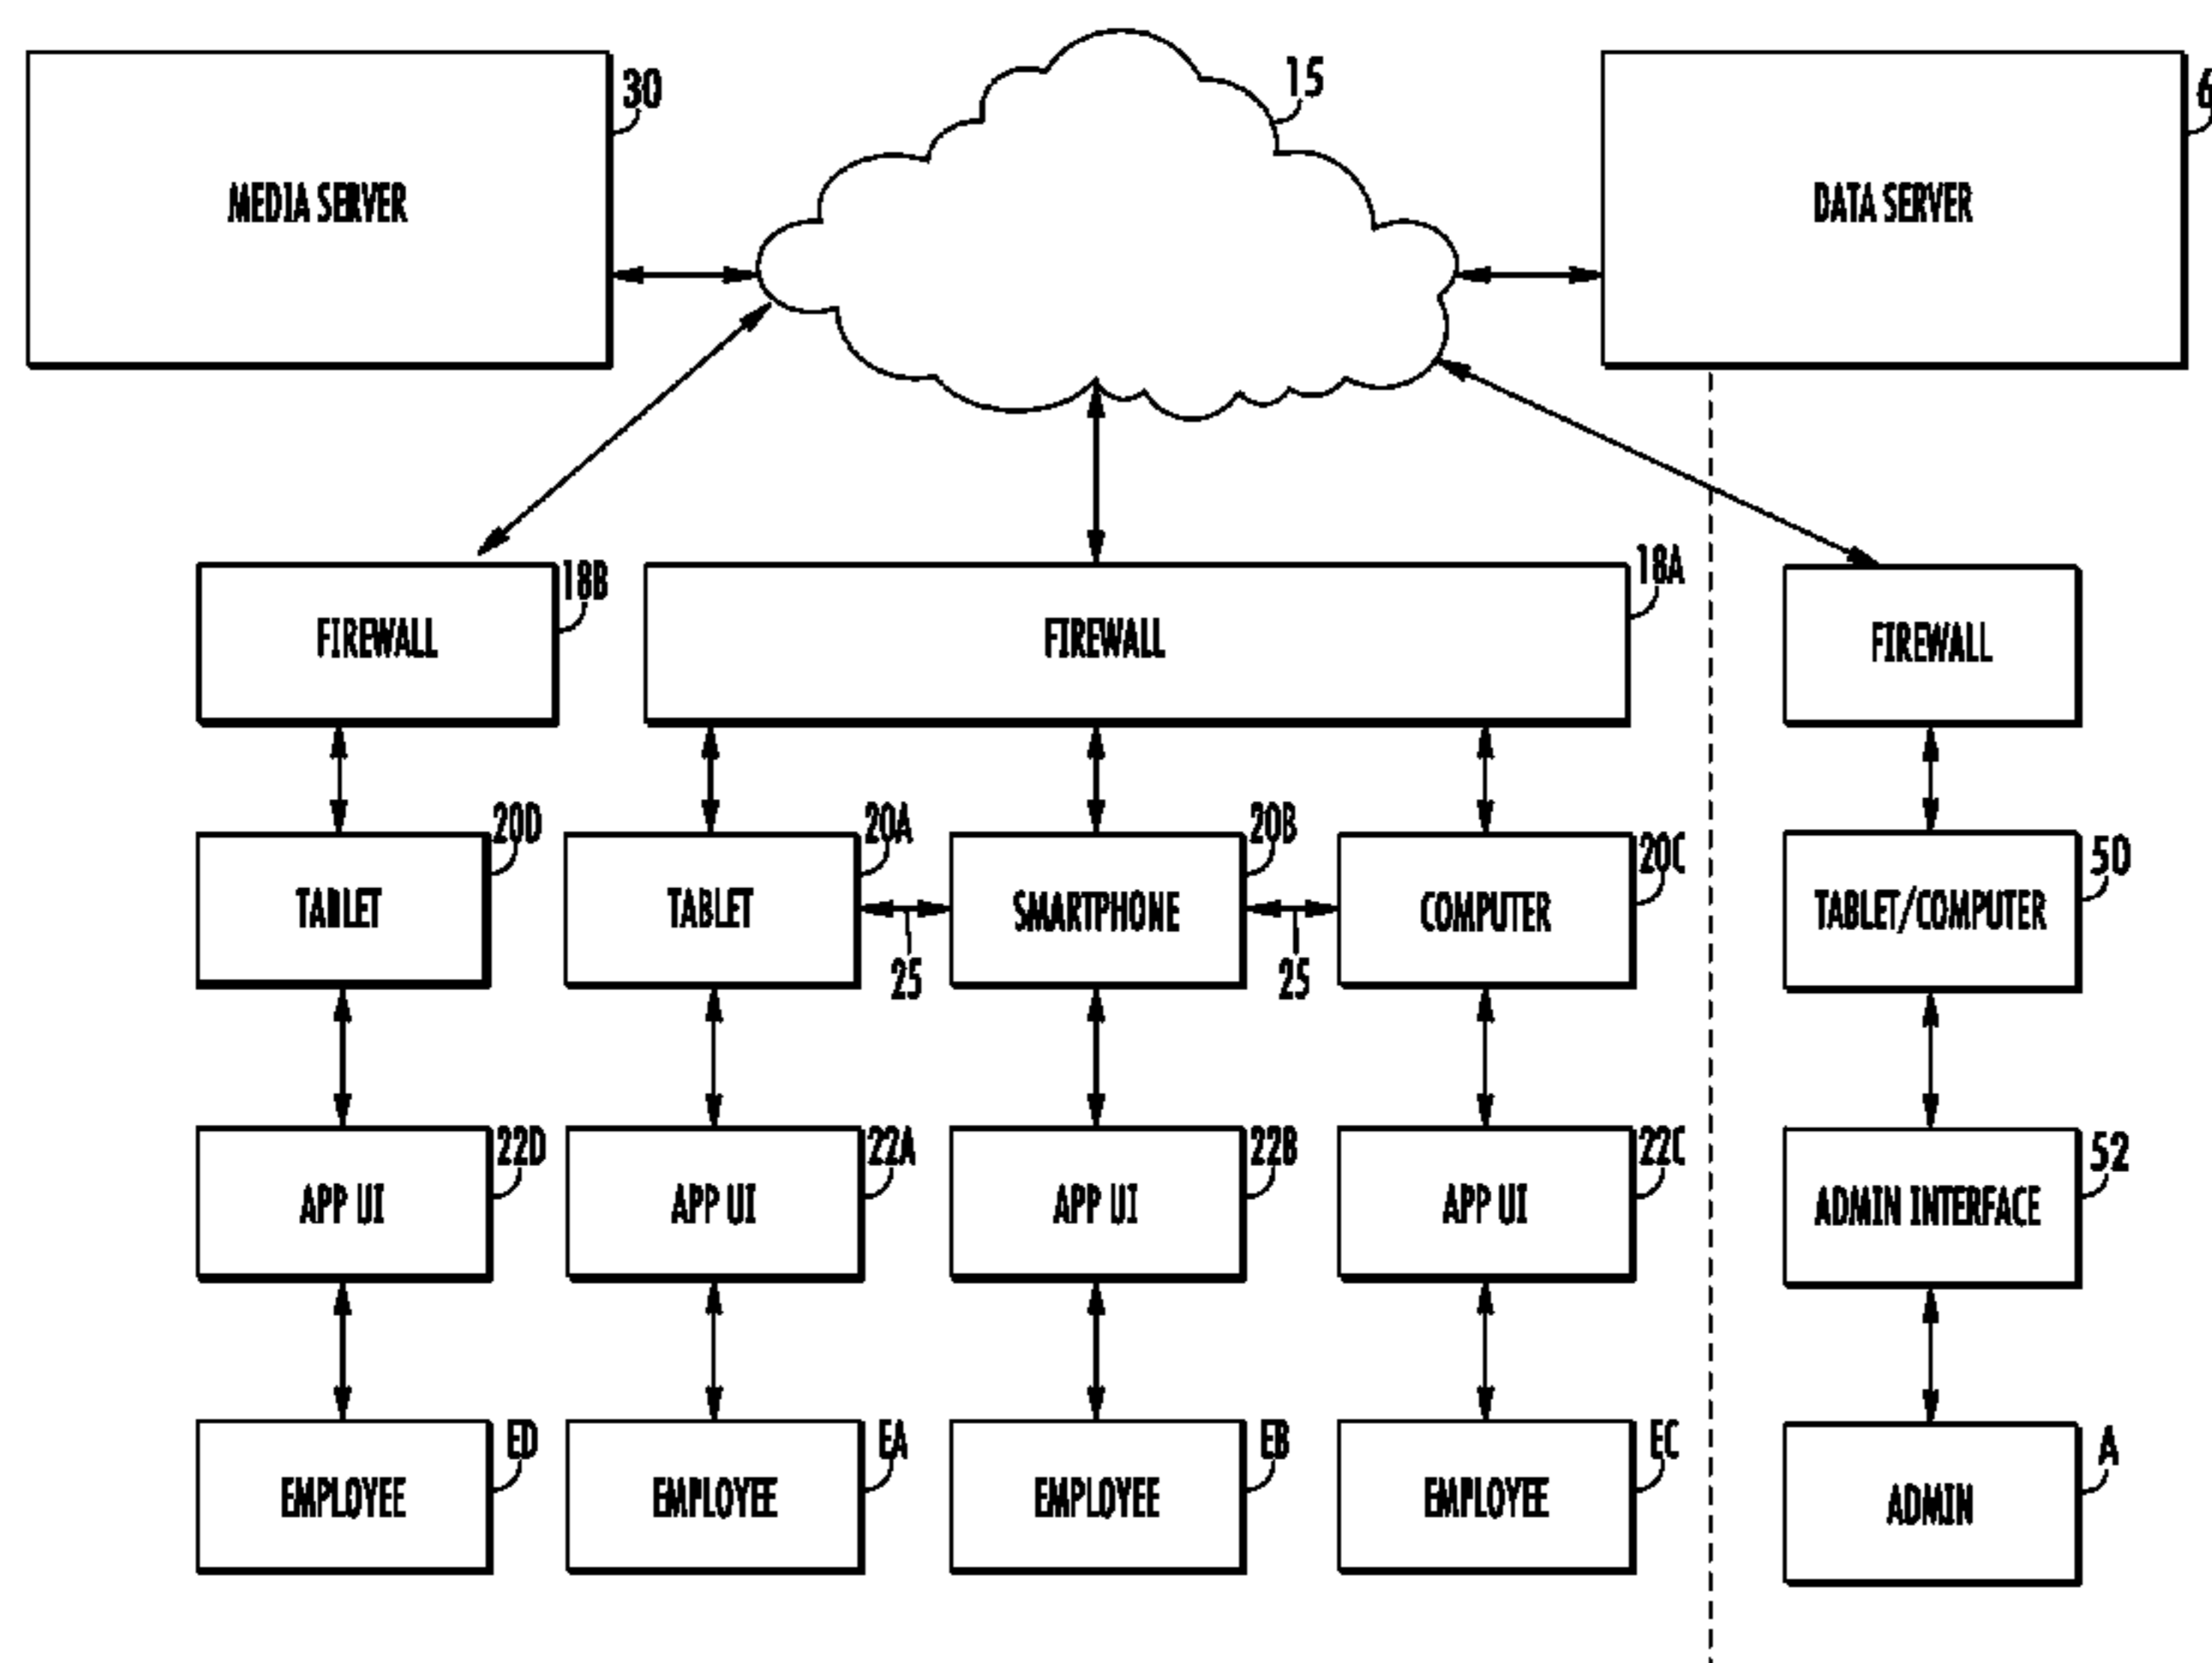 30
15
MEDIA SERVER
DATA SERVER
18B
18A
FIREWALL
FIREWALL
FIREWALL
20D
20A
20B
20C
50
TABLET
TABLET
SMARTPHONE
COMPUTER
TABLET/COMPUTER
25
25
22D
22A
22B
22C
52
APP UI
APP UI
APP UI
APP UI
ADMIN INTERFACE
ED
EA
EB
EC
A
EMPLOYEE
EMPLOYEE
EMPLOYEE
EMPLOYEE
ADMIN